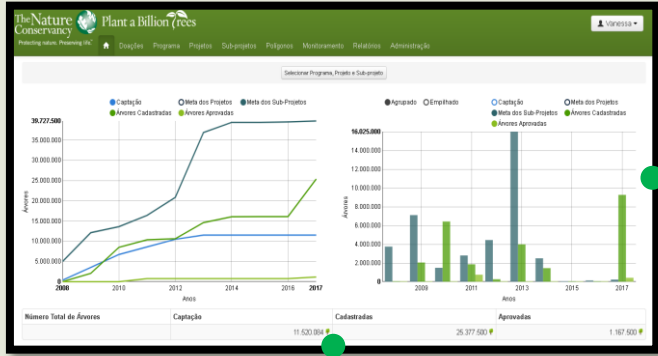 The Nature Conservancy
Protecting nature. Preserving life.
Plant a Billion Trees
Vanessa
Doações Programa Projetos Sub-projetos Polígonos Monitoramento Relatórios Administração
Selecionar Programa, Projeto e Sub-projeto
Captação Meta dos Projetos Meta dos Sub-Projetos
Árvores Cadastradas Árvores Aprovadas
39.727.500
35.000.000
30.000.000
25.000.000
20.000.000
15.000.000
10.000.000
5.000.000
Árvores
2008 2010 2012 2014 2016 2017
Anos
Agrupado Empilhado Captação Meta dos Projetos
Meta dos Sub-Projetos Árvores Cadastradas
Árvores Aprovadas
16.025.000
14.000.000
12.000.000
10.000.000
8.000.000
6.000.000
4.000.000
2.000.000
Árvores
2009 2011 2013 2015 2017
Anos
Número Total de Árvores Captação Cadastradas Aprovadas
11.520.004 25.377.500 1.167.500